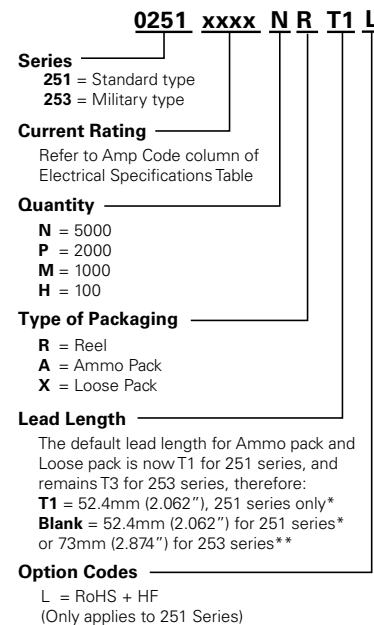 0251 xxxx N R T1 L
Series
251 = Standard type
253 = Military type
Current Rating
Refer to Amp Code column of
Electrical Specifications Table
Quantity
N = 5000
P = 2000
M = 1000
H = 100
Type of Packaging
R = Reel
A = Ammo Pack
X = Loose Pack
Lead Length
The default lead length for Ammo pack and
Loose pack is now T1 for 251 series, and
remains T3 for 253 series, therefore:
T1 = 52.4mm (2.062″), 251 series only*
Blank = 52.4mm (2.062″) for 251 series*
or 73mm (2.874″) for 253 series**
Option Codes
L = RoHS + HF
(Only applies to 251 Series)